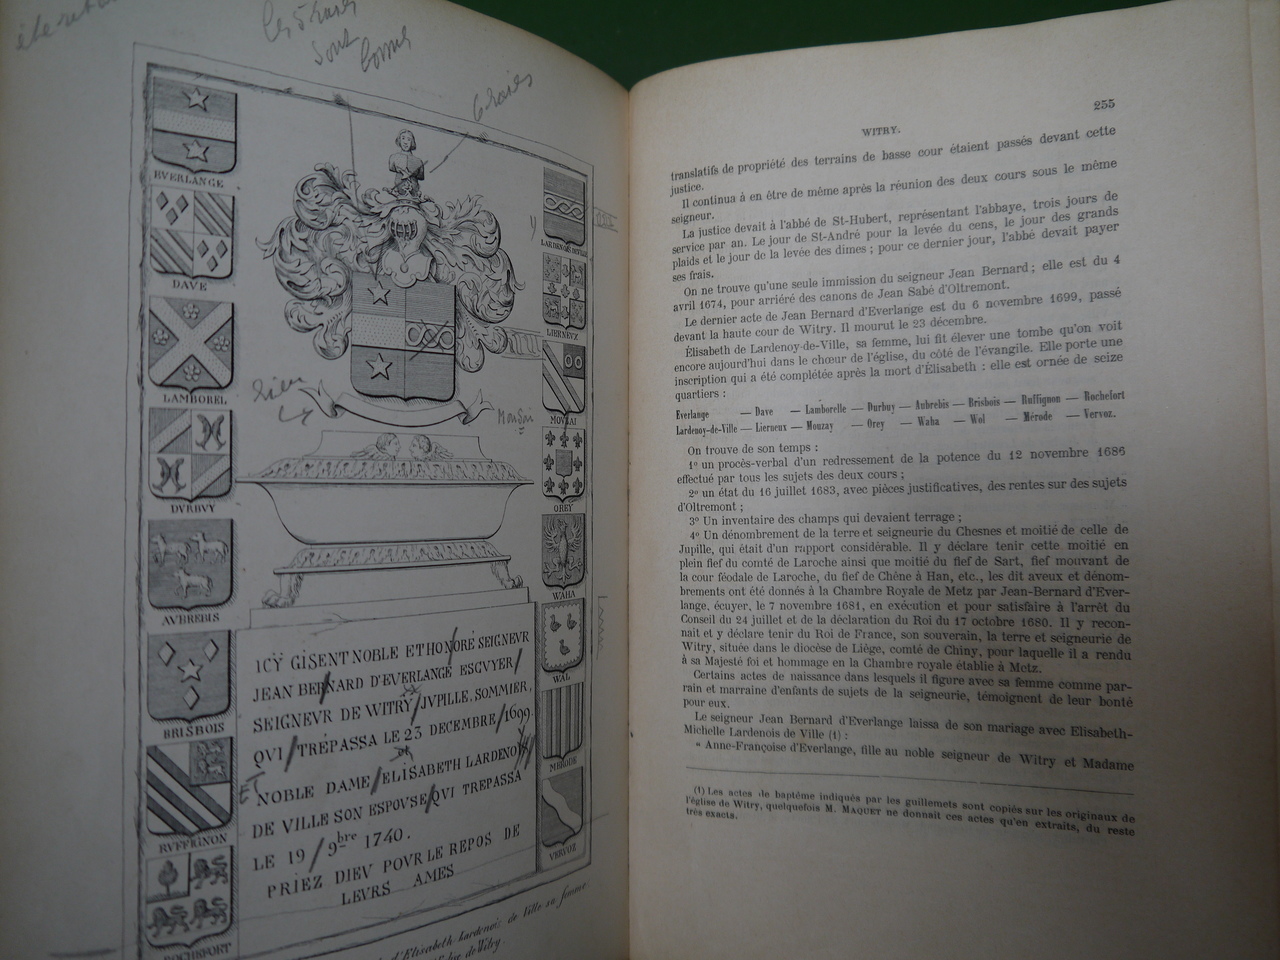 Les 5 raies
sont
6 raies
EVERLANGE
DAVE
LAMBOREL
DVRBVY
AVBREBIS
BRISBOIS
RVFFIGNON
ROCHEFORT
LIERNEVX
OREY
WAHA
WAL
MERODE
VERVOZ
ICY GISENT NOBLE ET HONORÉ SEIGNEVR
JEAN BERNARD D'EVERLANGE ESCVYER
SEIGNEVR DE WITRY, JVPILLE, SOMMIER,
QVI TRÉPASSA LE 23 DECEMBRE 1699
ET
NOBLE DAME ELISABETH LARDENOY
DE VILLE SON ESPOVSE QVI TREPASSA
LE 19 9bre 1740.
PRIEZ DIEV POVR LE REPOS DE
LEVRS AMES
d'Elisabeth Lardenois de Ville sa femme
de Witry.
WITRY. 255
translatifs de propriété des terrains de basse cour étaient passés devant cette
justice.
Il continua à en être de même après la réunion des deux cours sous le même
seigneur.
La justice devait à l'abbé de St-Hubert, représentant l'abbaye, trois jours de
service par an. Le jour de St-André pour la levée du cens, le jour des grands
plaids et le jour de la levée des dîmes ; pour ce dernier jour, l'abbé devait payer
ses frais.
On ne trouve qu'une seule immission du seigneur Jean Bernard ; elle est du 4
avril 1674, pour arriéré des canons de Jean Sabé d'Oltremont.
Le dernier acte de Jean Bernard d'Everlange est du 6 novembre 1699, passé
devant la haute cour de Witry. Il mourut le 23 décembre.
Élisabeth de Lardenoy-de-Ville, sa femme, lui fit élever une tombe qu'on voit
encore aujourd'hui dans le chœur de l'église, du côté de l'évangile. Elle porte une
inscription qui a été complétée après la mort d'Élisabeth : elle est ornée de seize
quartiers :
Everlange — Dave — Lamborelle — Durbuy — Aubrebis — Brisbois — Ruffignon — Rochefort
Lardenoy-de-Ville — Lierneux — Mouzay — Orey — Waha — Wol — Mérode — Vervoz.
On trouve de son temps :
1° un procès-verbal d'un redressement de la potence du 12 novembre 1686
effectué par tous les sujets des deux cours ;
2° un état du 16 juillet 1683, avec pièces justificatives, des rentes sur des sujets
d'Oltremont ;
3° Un inventaire des champs qui devaient terrage ;
4° Un dénombrement de la terre et seigneurie du Chesnes et moitié de celle de
Jupille, qui était d'un rapport considérable. Il y déclare tenir cette moitié en
plein fief du comté de Laroche ainsi que moitié du fief de Sart, fief mouvant de
la cour féodale de Laroche, du fief de Chêne à Han, etc., les dit aveux et dénom-
brements ont été donnés à la Chambre Royale de Metz par Jean-Bernard d'Ever-
lange, écuyer, le 7 novembre 1681, en exécution et pour satisfaire à l'arrêt du
Conseil du 24 juillet et de la déclaration du Roi du 17 octobre 1680. Il y recon-
nait et y déclare tenir du Roi de France, son souverain, la terre et seigneurie de
Witry, située dans le diocèse de Liège, comté de Chiny, pour laquelle il a rendu
à sa Majesté foi et hommage en la Chambre royale établie à Metz.
Certains actes de naissance dans lesquels il figure avec sa femme comme par-
rain et marraine d'enfants de sujets de la seigneurie, témoignent de leur bonté
pour eux.
Le seigneur Jean Bernard d'Everlange laissa de son mariage avec Elisabeth-
Michelle Lardenois de Ville (1) :
" Anne-Françoise d'Everlange, fille au noble seigneur de Witry et Madame
(1) Les actes de baptême indiqués par les guillemets sont copiés sur les originaux de
l'église de Witry, quelquefois M. MAQUET ne donnait ces actes qu'en extraits, du reste
très exacts.